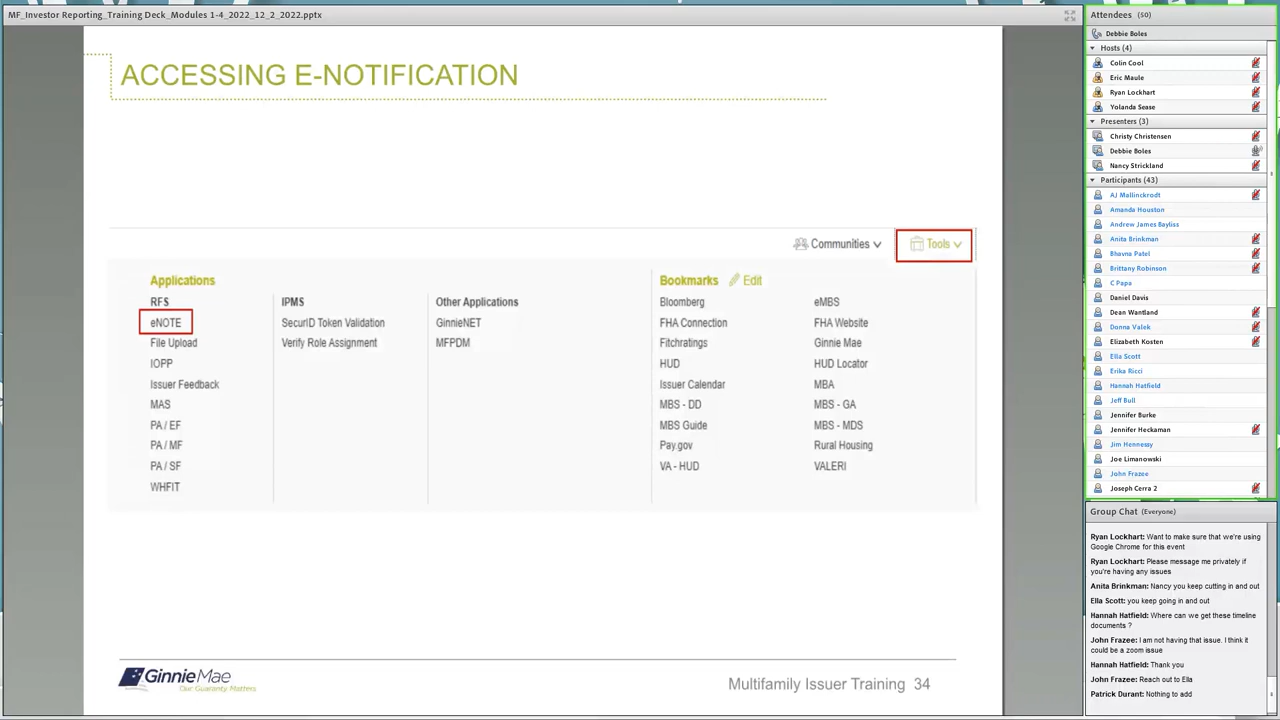 MF_Investor Reporting_Training Deck_Modules 1-4_2022_12_2_2022.pptx
ACCESSING E-NOTIFICATION
Communities
Tools
Applications
RFS
eNOTE
File Upload
IOPP
Issuer Feedback
MAS
PA / EF
PA / MF
PA / SF
WHFIT
IPMS
SecurID Token Validation
Verify Role Assignment
Other Applications
GinnieNET
MFPDM
Bookmarks
Edit
Bloomberg
FHA Connection
Fitchratings
HUD
Issuer Calendar
MBS - DD
MBS Guide
Pay.gov
VA - HUD
eMBS
FHA Website
Ginnie Mae
HUD Locator
MBA
MBS - GA
MBS - MDS
Rural Housing
VALERI
GinnieMae
Our Guaranty Matters
Multifamily Issuer Training 34
Attendees (50)
Debbie Boles
Hosts (4)
Colin Cool
Eric Maule
Ryan Lockhart
Yolanda Sease
Presenters (3)
Christy Christensen
Debbie Boles
Nancy Strickland
Participants (43)
AJ Mallinckrodt
Amanda Houston
Andrew James Bayliss
Anita Brinkman
Bhavna Patel
Brittany Robinson
C Papa
Daniel Davis
Dean Wantland
Donna Valek
Elizabeth Kosten
Ella Scott
Erika Ricci
Hannah Hatfield
Jeff Bull
Jennifer Burke
Jennifer Heckaman
Jim Hennessy
Joe Limanowski
John Frazee
Joseph Cerra 2
Group Chat (Everyone)
Ryan Lockhart: Want to make sure that we're using
Google Chrome for this event
Ryan Lockhart: Please message me privately if
you're having any issues
Anita Brinkman: Nancy you keep cutting in and out
Ella Scott: you keep going in and out
Hannah Hatfield: Where can we get these timeline
documents ?
John Frazee: I am not having that issue. I think it
could be a zoom issue
Hannah Hatfield: Thank you
John Frazee: Reach out to Ella
Patrick Durant: Nothing to add